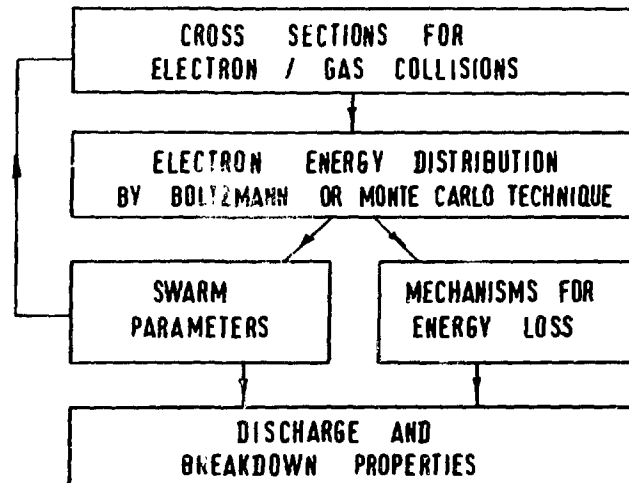 CROSS SECTIONS FOR
ELECTRON / GAS COLLISIONS
ELECTRON ENERGY DISTRIBUTION
BY BOLTZMANN OR MONTE CARLO TECHNIQUE
SWARM
PARAMETERS
MECHANISMS FOR
ENERGY LOSS
DISCHARGE AND
BREAKDOWN PROPERTIES